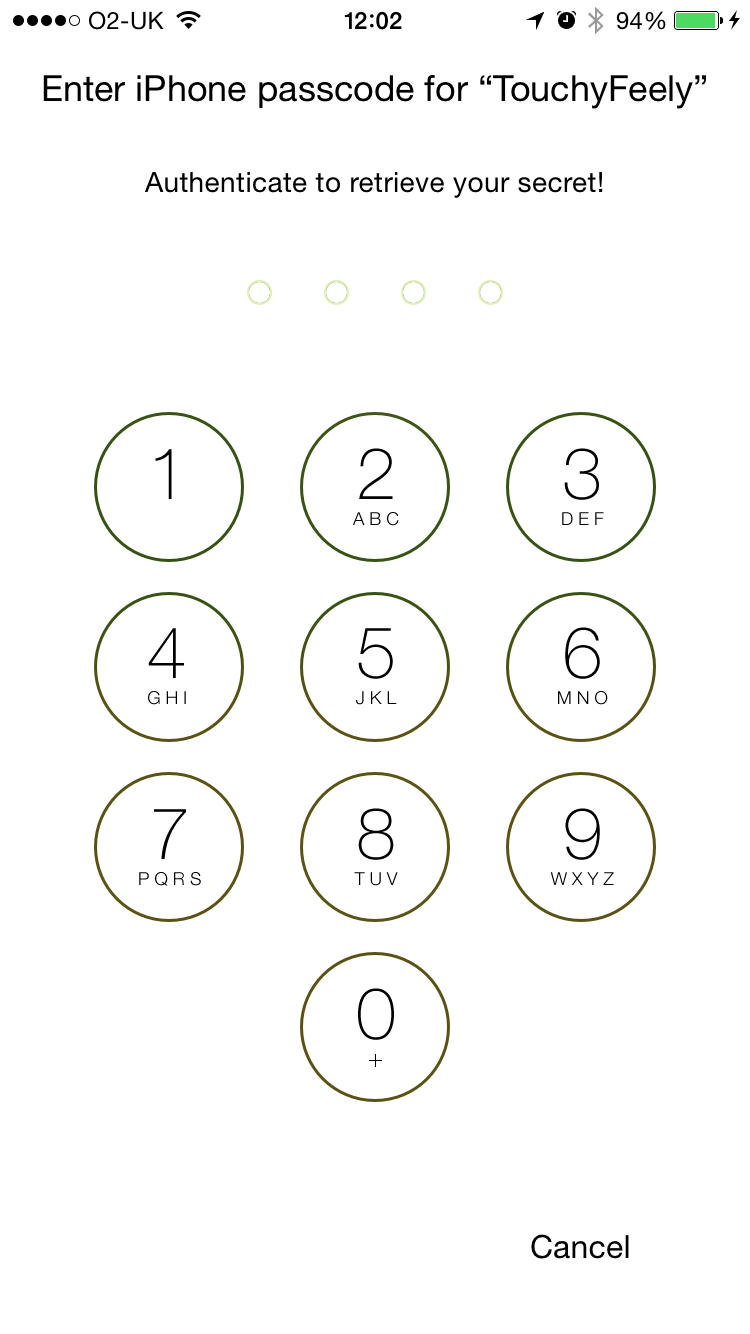 O2-UK 12:02 94%
Enter iPhone passcode for “TouchyFeely”
Authenticate to retrieve your secret!
1 2 3
ABC DEF
4 5 6
GHI JKL MNO
7 8 9
PQRS TUV WXYZ
0
+
Cancel